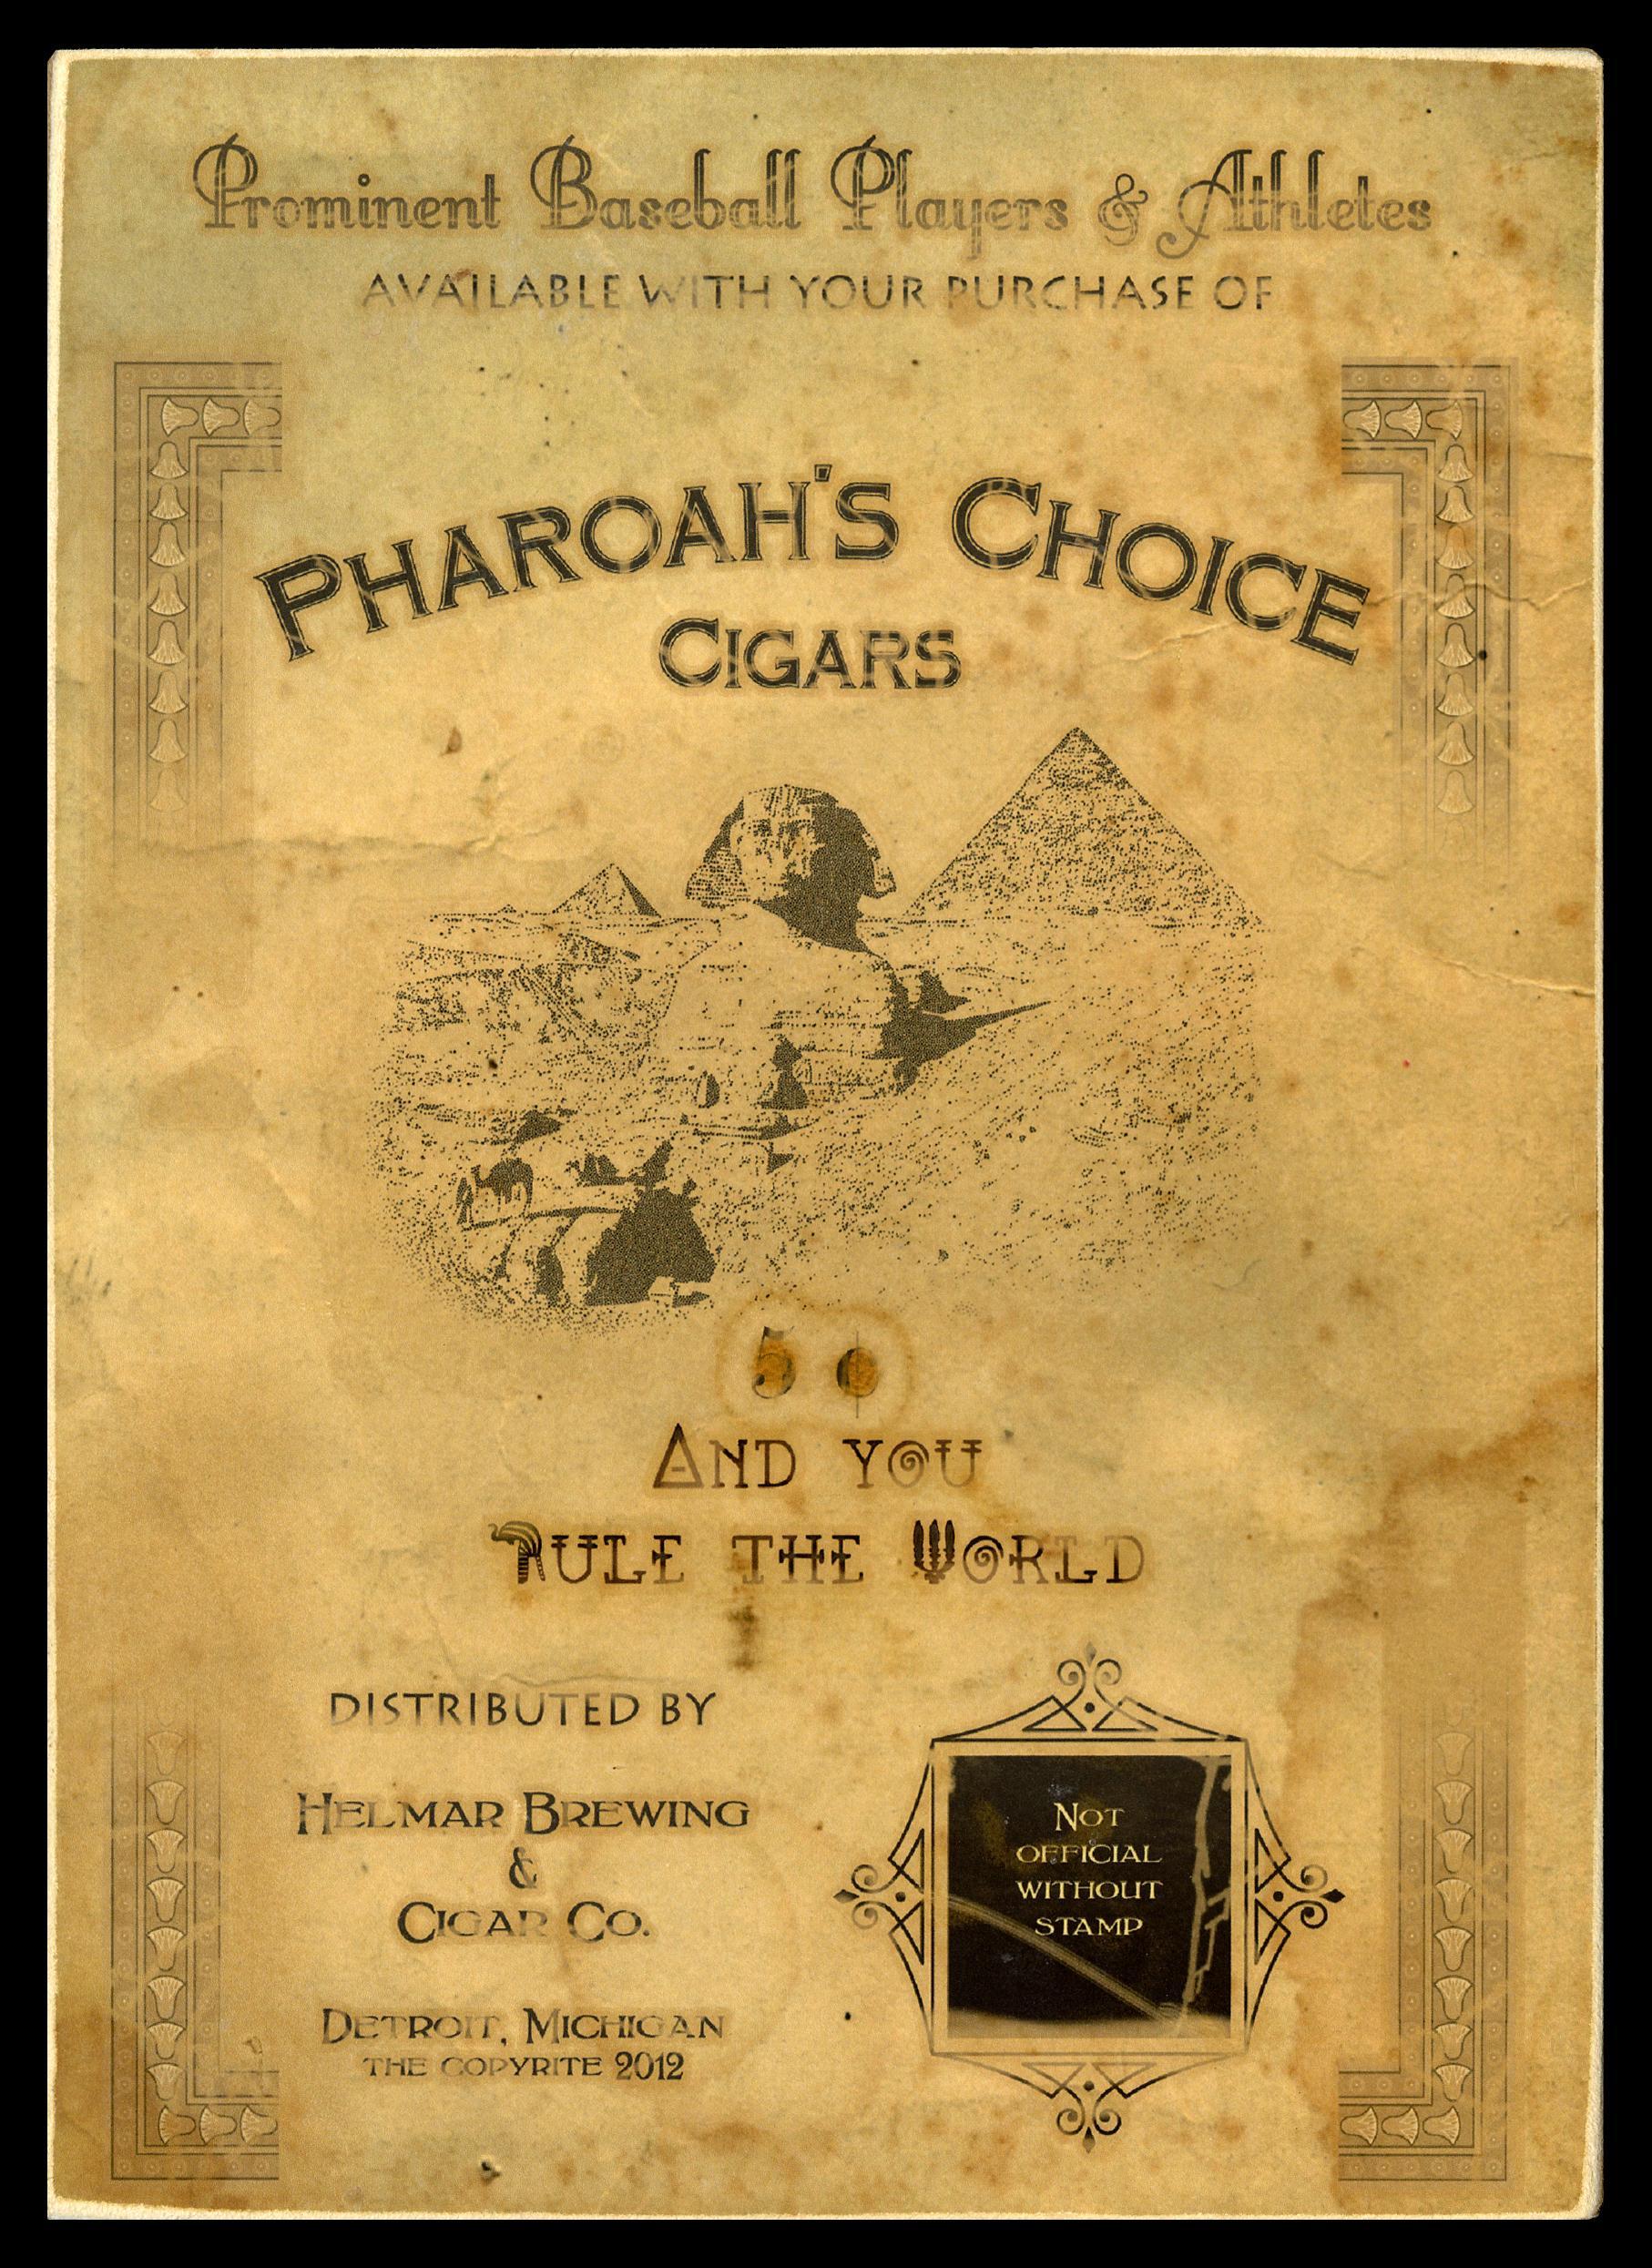 Prominent Baseball Players & Athletes
AVAILABLE WITH YOUR PURCHASE OF
PHAROAH'S CHOICE
CIGARS
5 ¢
AND YOU
RULE THE WORLD
DISTRIBUTED BY
HELMAR BREWING
&
CIGAR CO.
DETROIT, MICHIGAN
THE COPYRITE 2012
NOT
OFFICIAL
WITHOUT
STAMP